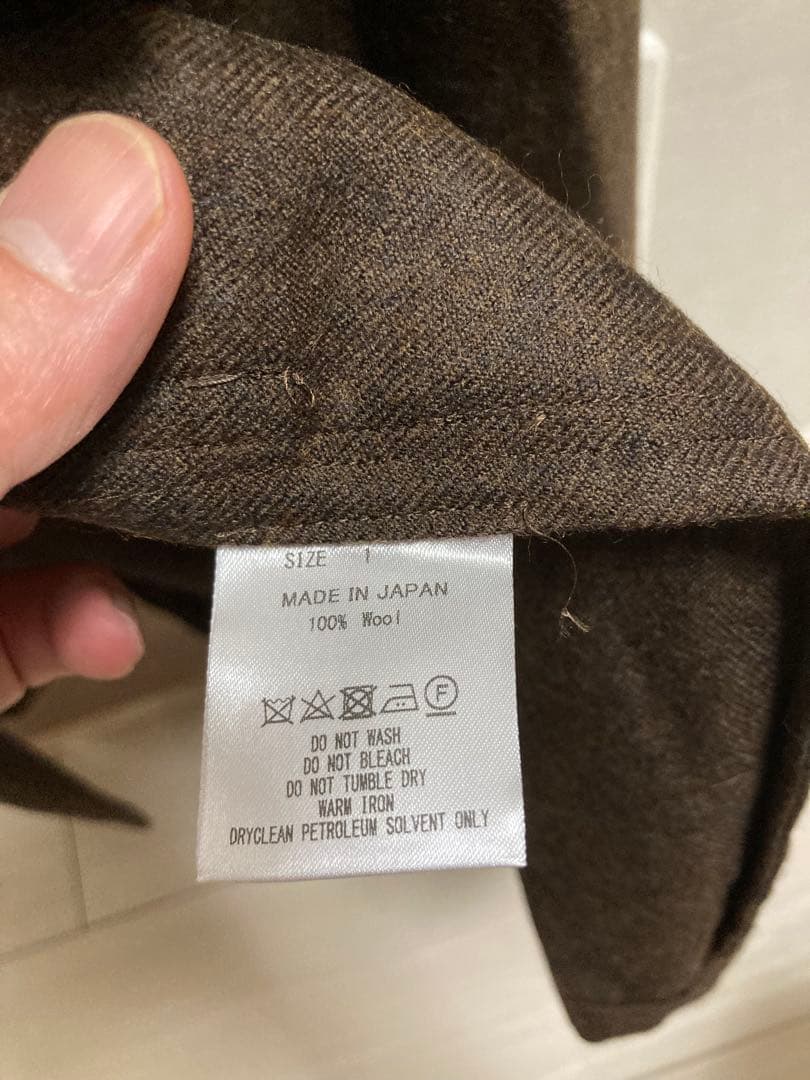 SIZE 1
MADE IN JAPAN
100% Wool
F
DO NOT WASH
DO NOT BLEACH
DO NOT TUMBLE DRY
WARM IRON
DRYCLEAN PETROLEUM SOLVENT ONLY